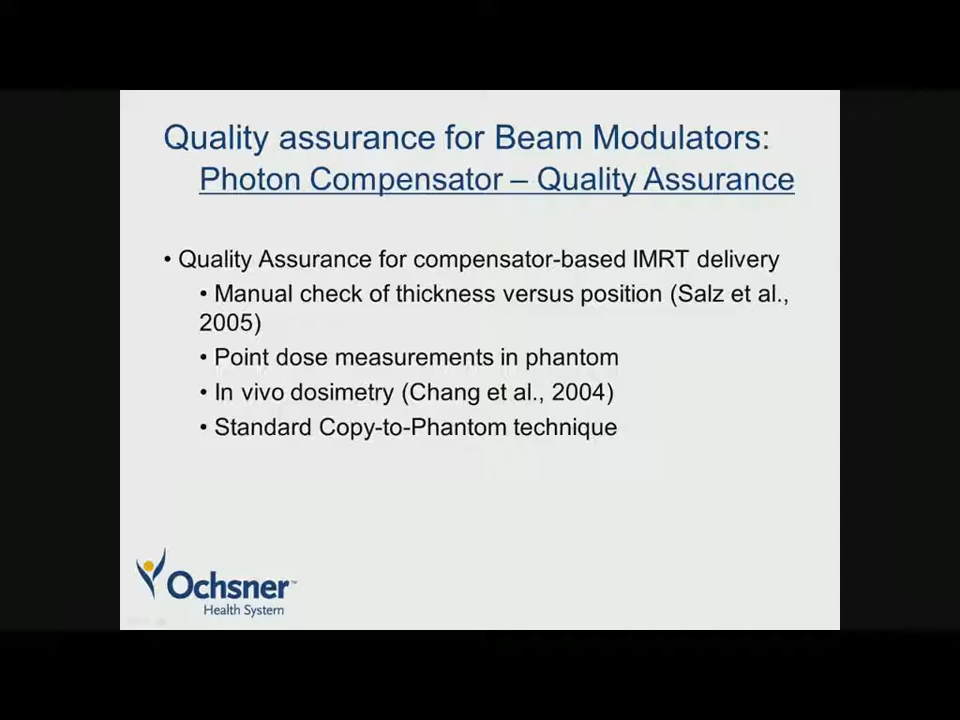 Quality assurance for Beam Modulators:
Photon Compensator – Quality Assurance
• Quality Assurance for compensator-based IMRT delivery
• Manual check of thickness versus position (Salz et al.,
2005)
• Point dose measurements in phantom
• In vivo dosimetry (Chang et al., 2004)
• Standard Copy-to-Phantom technique
Ochsner™
Health System